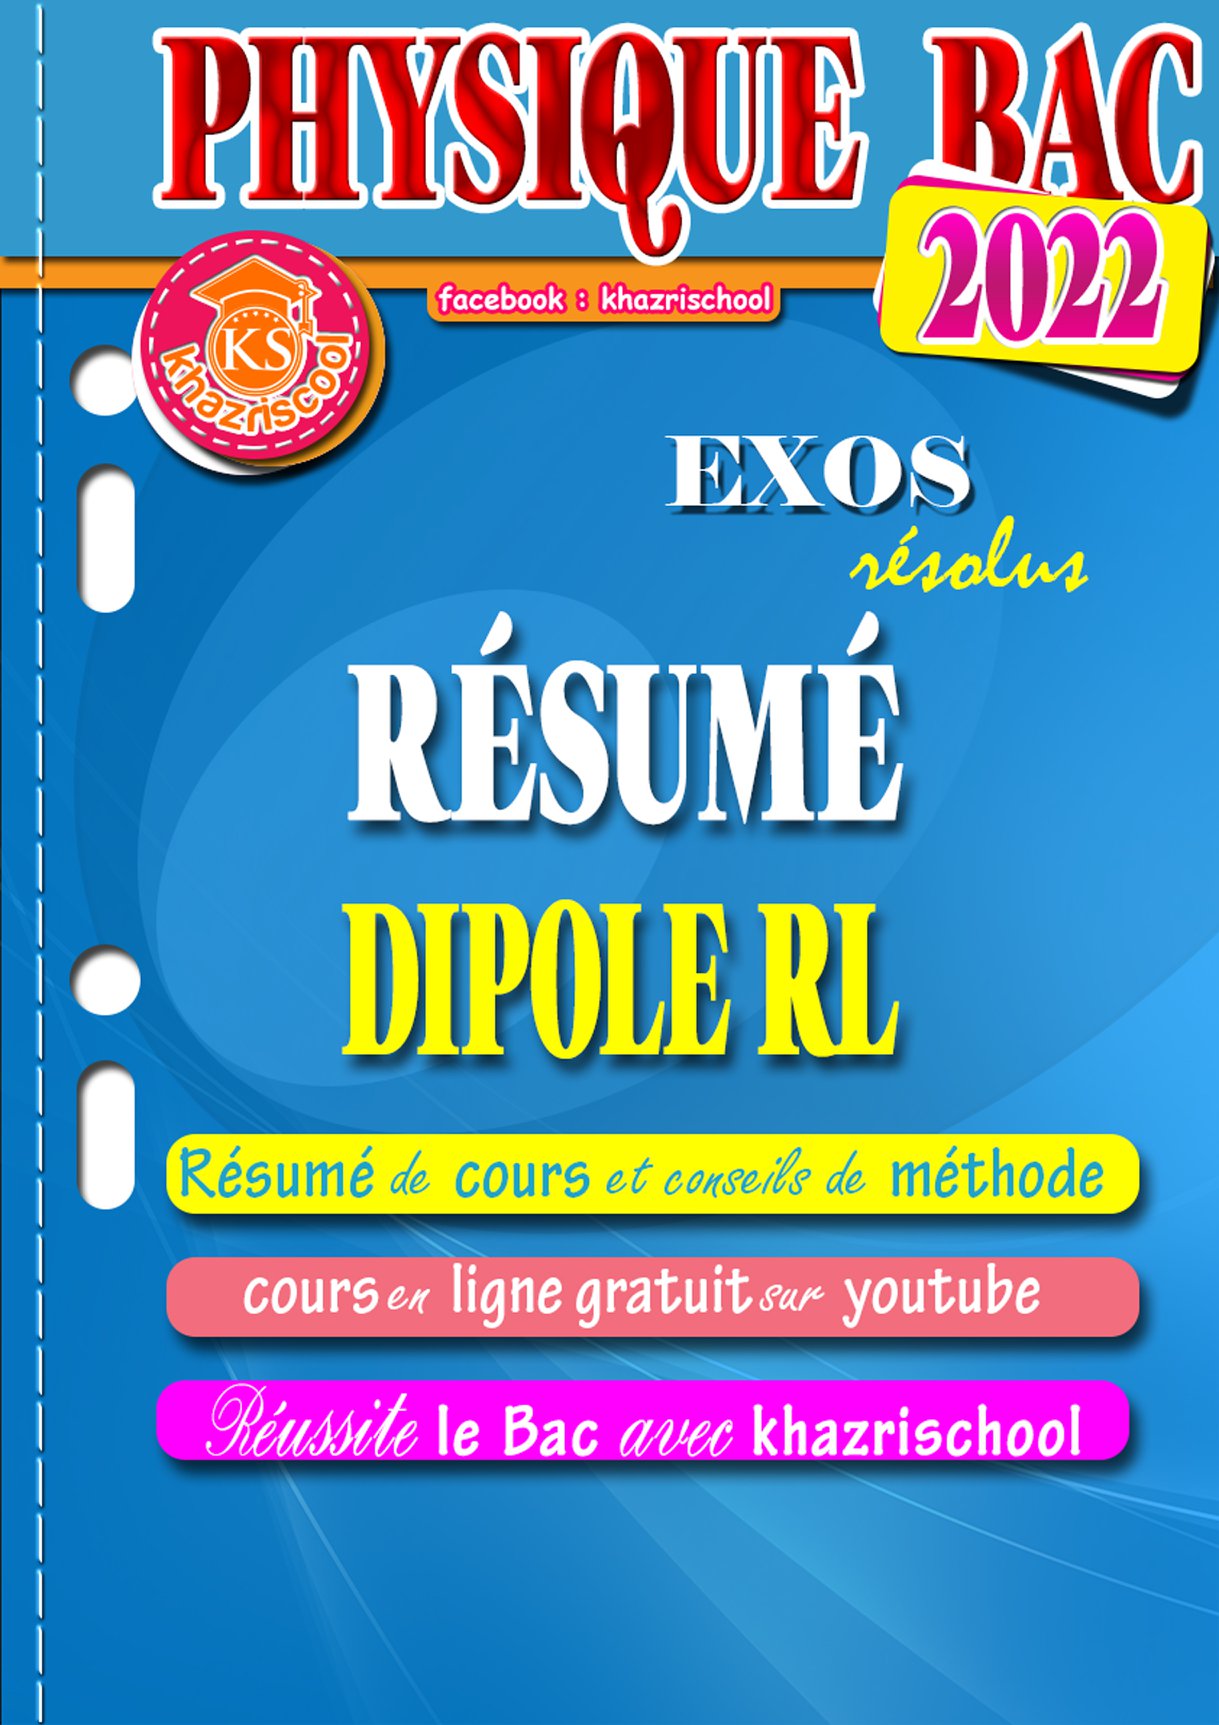 PHYSIQUE BAC
2022
facebook : khazrischool
KS
khazriscool
EXOS
résolus
RÉSUMÉ
DIPOLE RL
Résumé de cours et conseils de méthode
cours en ligne gratuit sur youtube
Réussite le Bac avec khazrischool